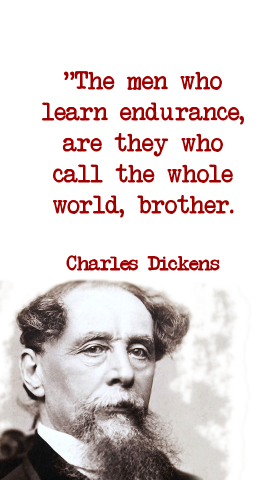 "The men who
learn endurance,
are they who
call the whole
world, brother.
Charles Dickens